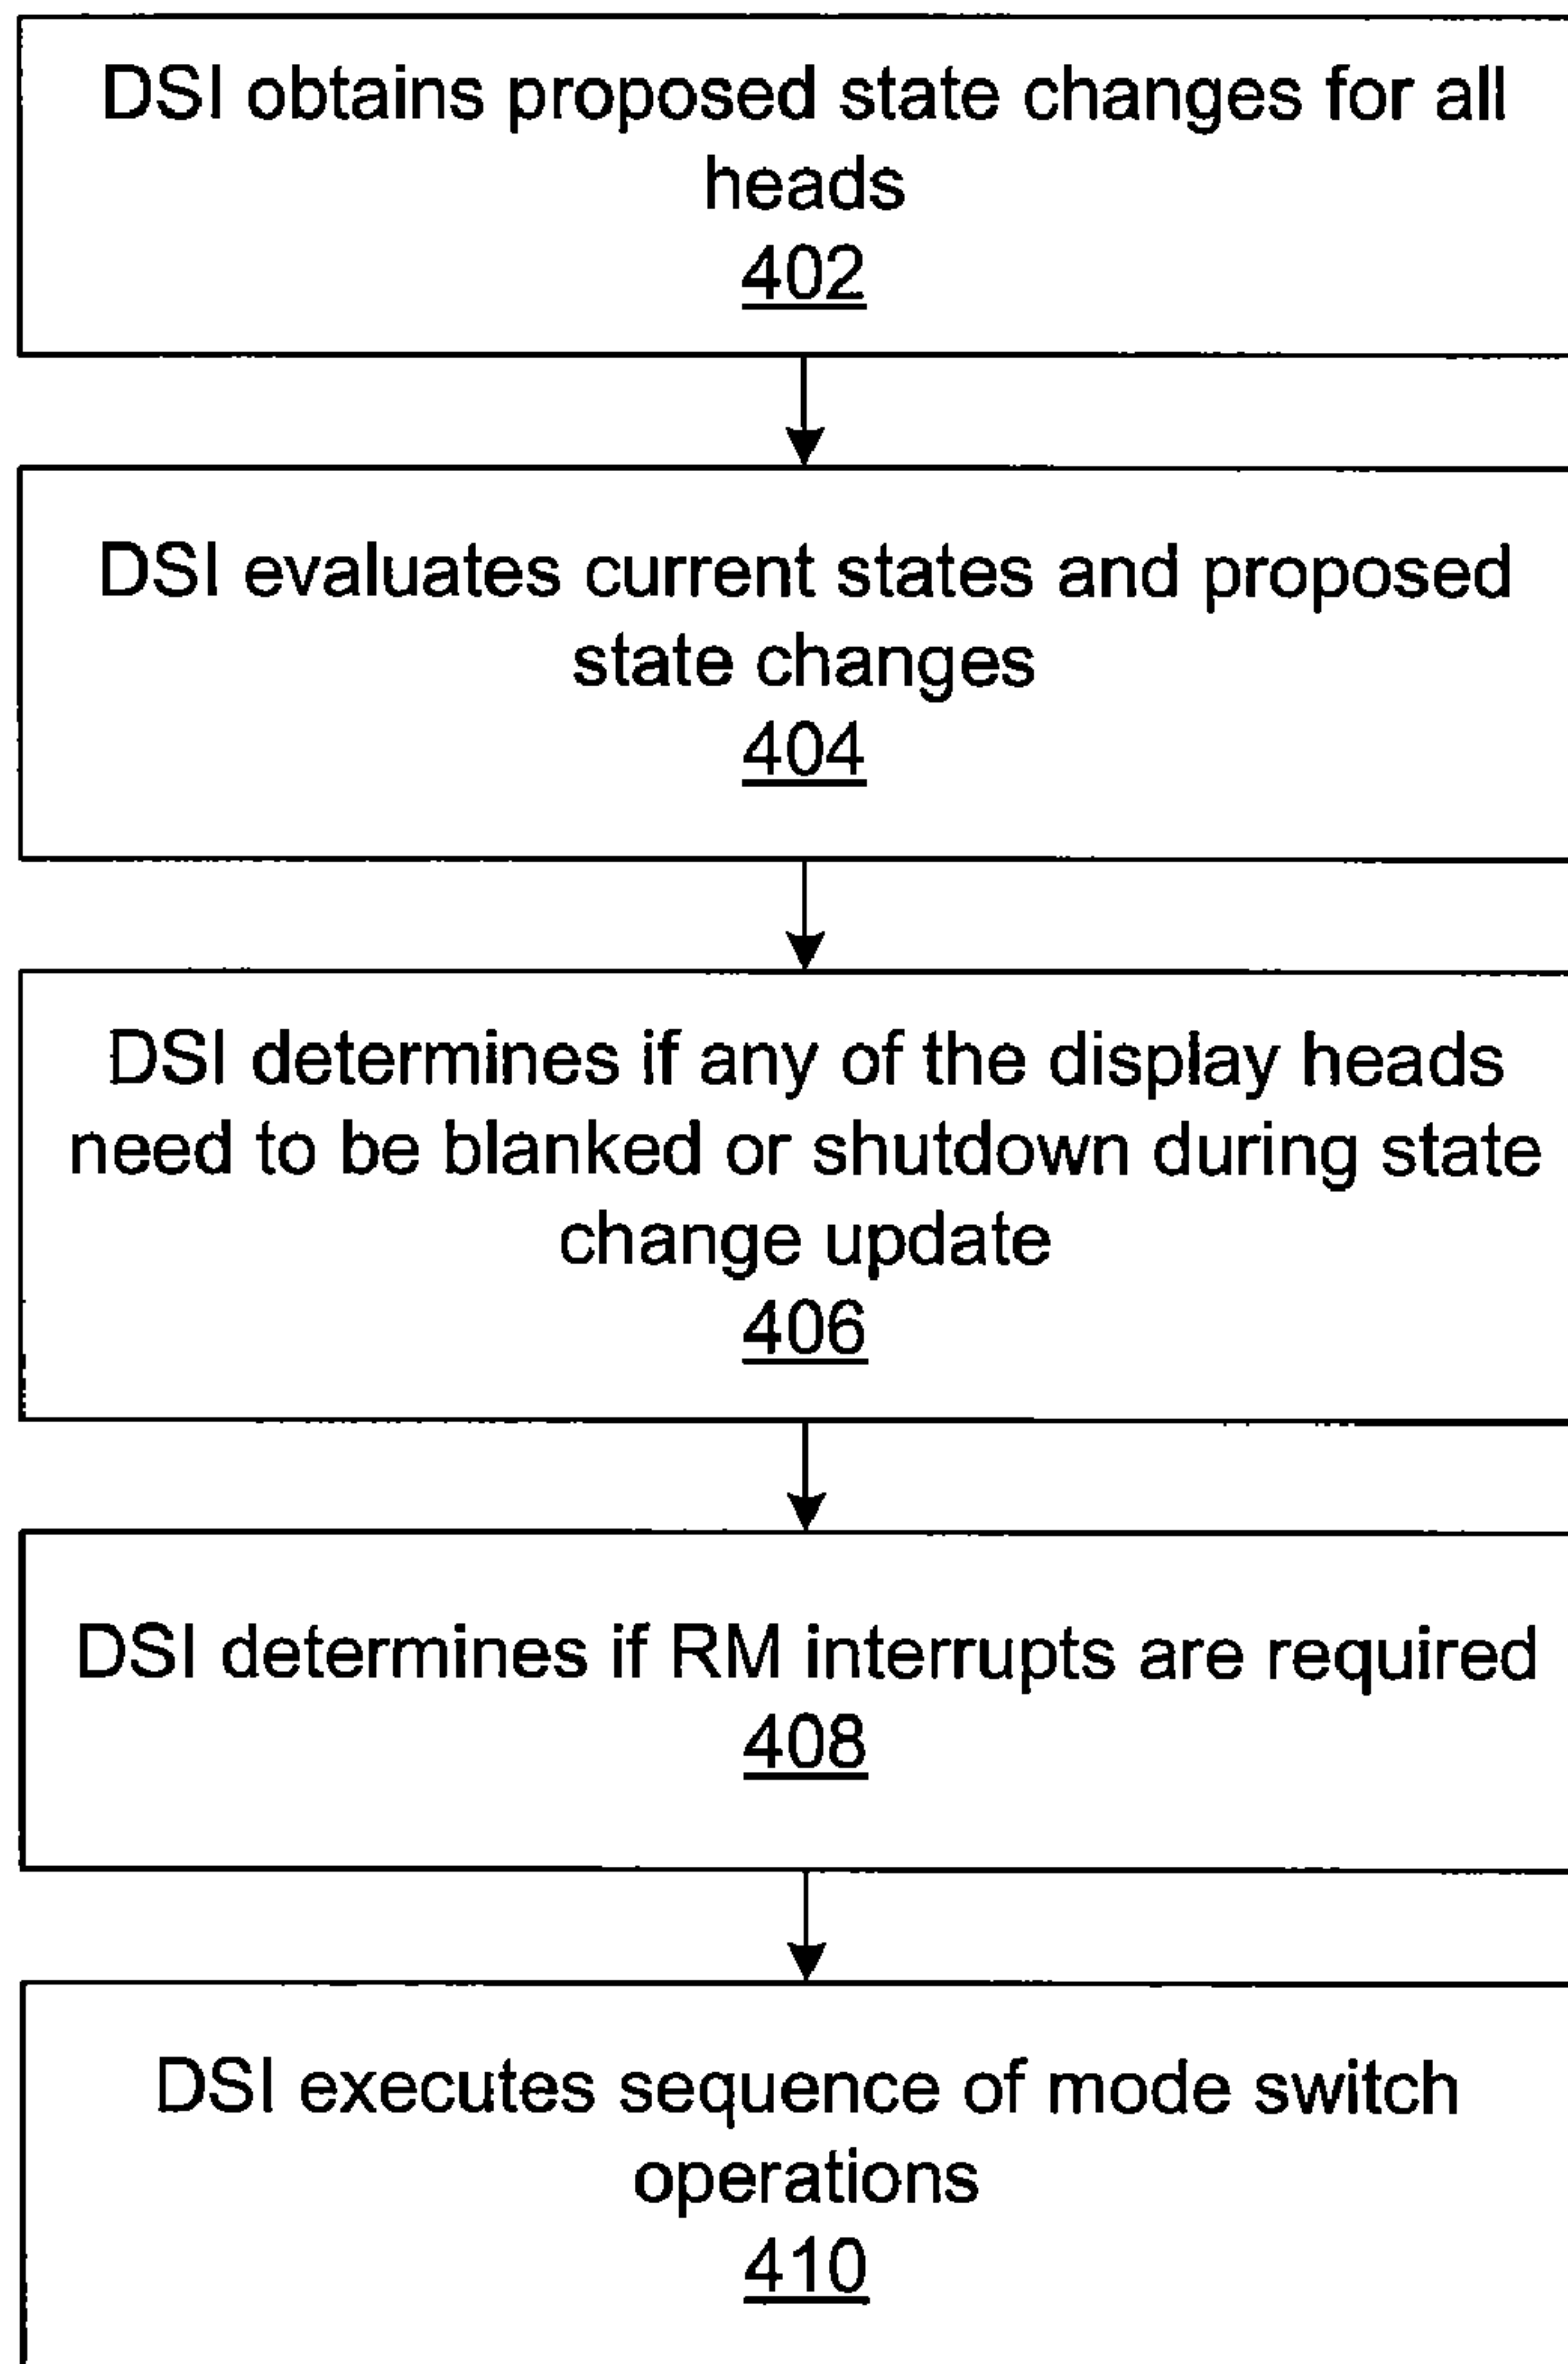 DSI obtains proposed state changes for all
heads
402
DSI evaluates current states and proposed
state changes
404
DSI determines if any of the display heads
need to be blanked or shutdown during state
change update
406
DSI determines if RM interrupts are required
408
DSI executes sequence of mode switch
operations
410